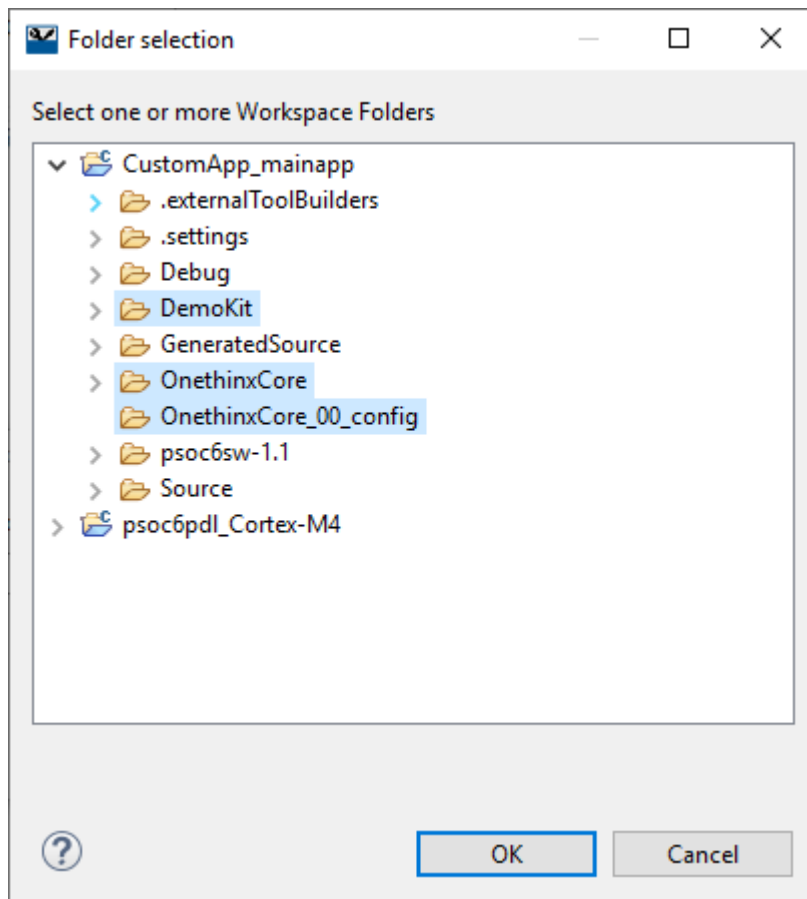 Folder selection
Select one or more Workspace Folders
CustomApp_mainapp
.externalToolBuilders
.settings
Debug
DemoKit
GeneratedSource
OnethinxCore
OnethinxCore_00_config
psoc6sw-1.1
Source
psoc6pdl_Cortex-M4
OK Cancel